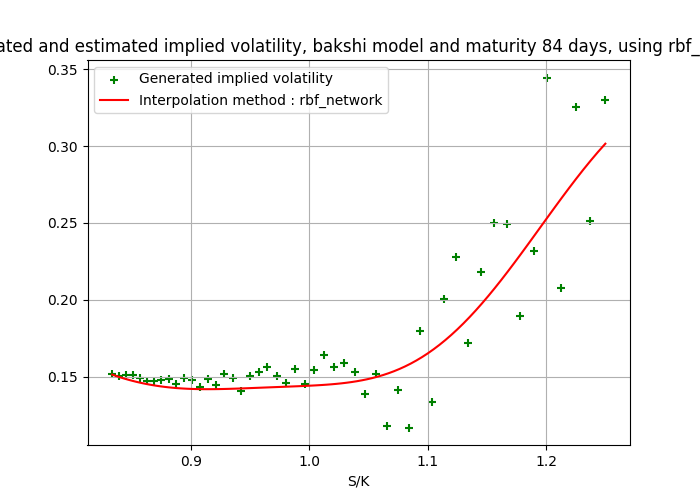 ated and estimated implied volatility, bakshi model and maturity 84 days, using rbf_
Generated implied volatility
Interpolation method : rbf_network
0.35
0.30
0.25
0.20
0.15
0.9
1.0
1.1
1.2
S/K